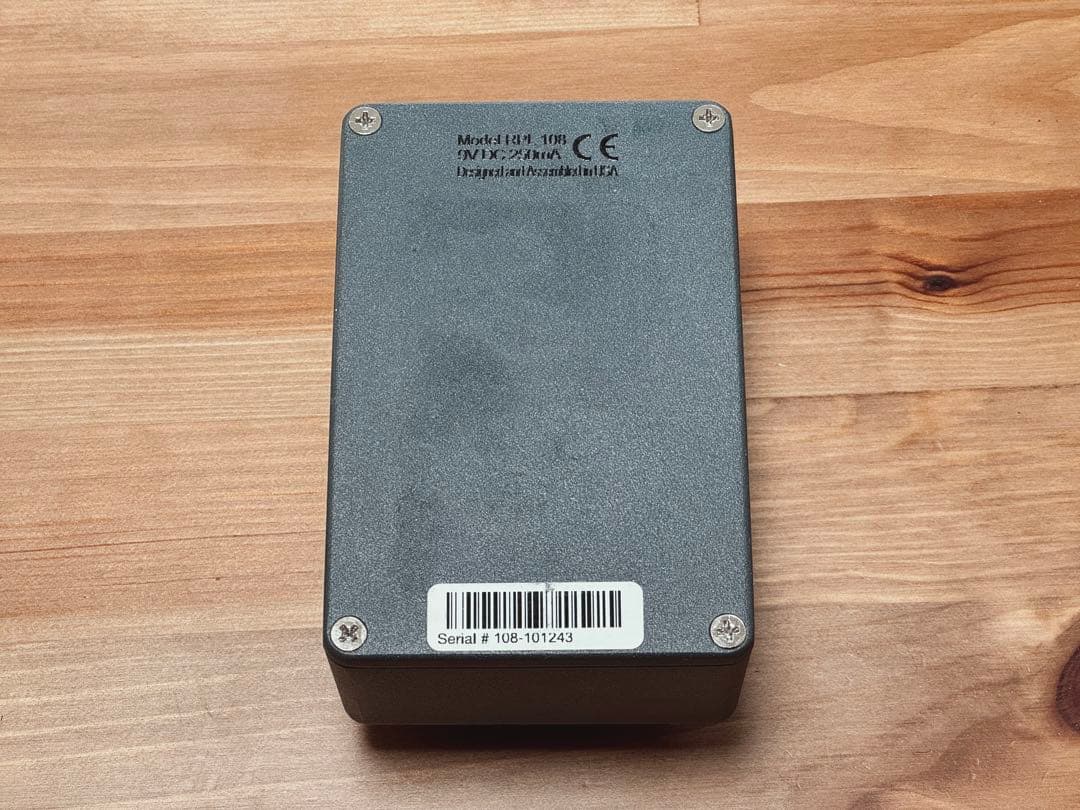 Model RPL 108
9V DC 250mA
CE
Designed and Assembled in USA
Serial # 108-101243